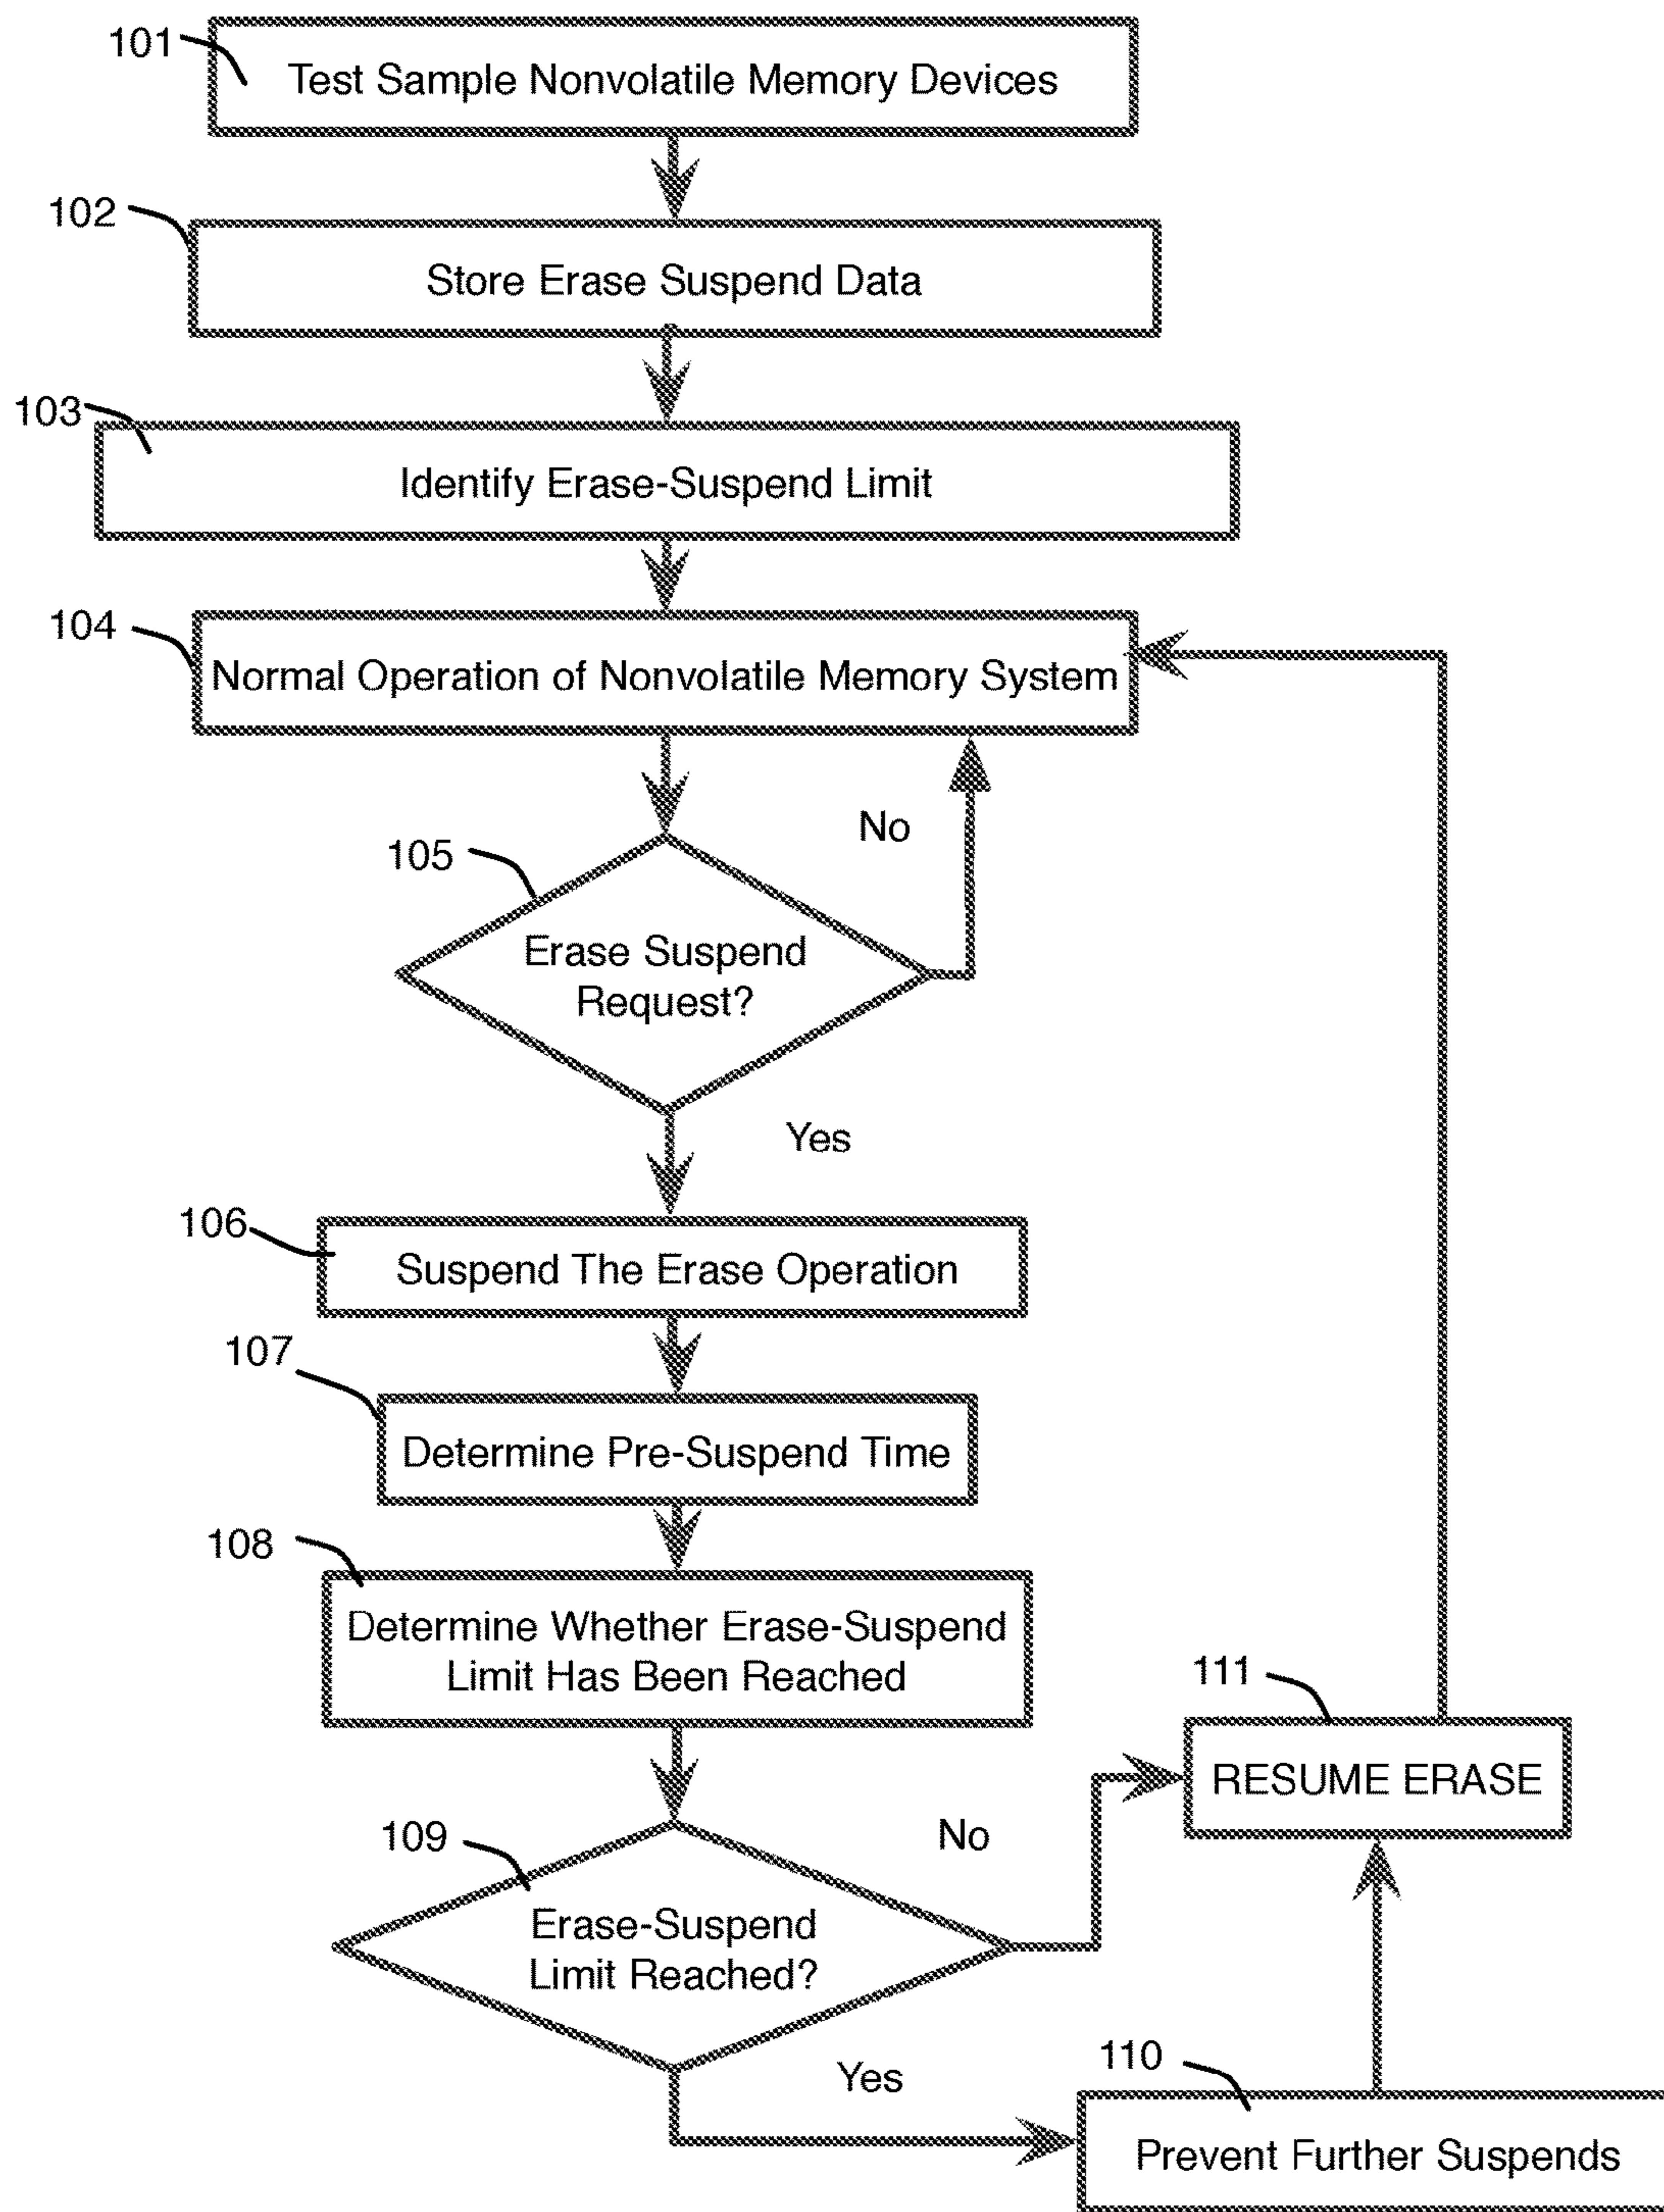 101
Test Sample Nonvolatile Memory Devices
102
Store Erase Suspend Data
103
Identify Erase-Suspend Limit
104
Normal Operation of Nonvolatile Memory System
No
105
Erase Suspend
Request?
Yes
106
Suspend The Erase Operation
107
Determine Pre-Suspend Time
108
Determine Whether Erase-Suspend
Limit Has Been Reached
111
RESUME ERASE
109
No
Erase-Suspend
Limit Reached?
Yes
110
Prevent Further Suspends